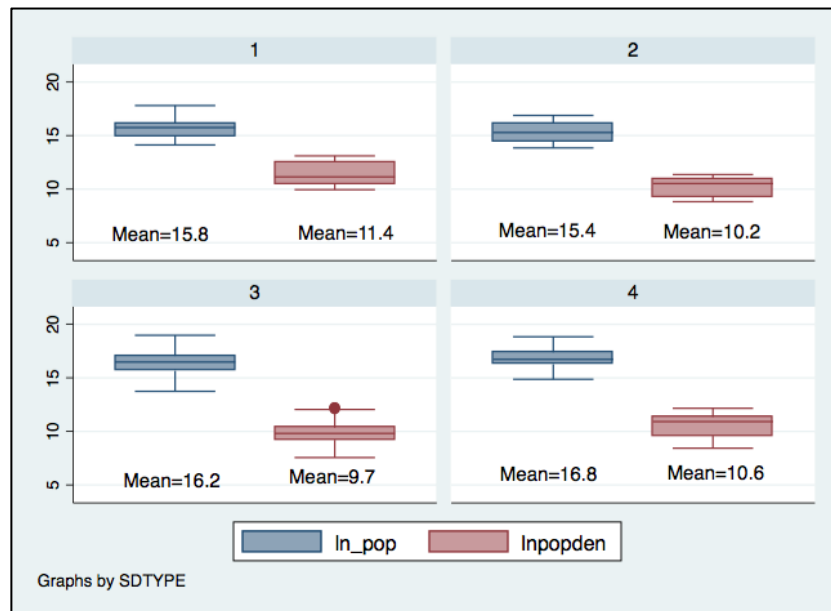 1
2
20
15
10
5
Mean=15.8
Mean=11.4
Mean=15.4
Mean=10.2
3
4
20
15
10
5
Mean=16.2
Mean=9.7
Mean=16.8
Mean=10.6
ln_pop
lnpopden
Graphs by SDTYPE